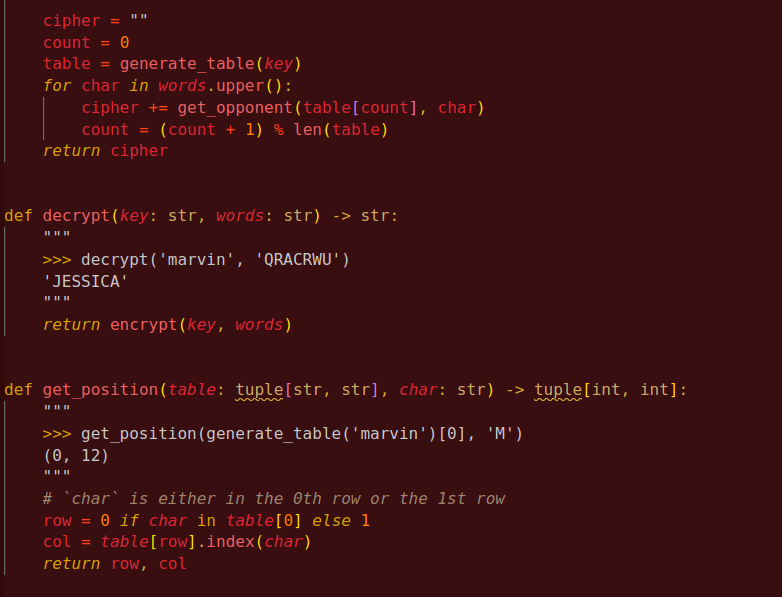 cipher = ""
    count = 0
    table = generate_table(key)
    for char in words.upper():
        cipher += get_opponent(table[count], char)
        count = (count + 1) % len(table)
    return cipher


def decrypt(key: str, words: str) -> str:
    """
    >>> decrypt('marvin', 'QRACRWU')
    'JESSICA'
    """
    return encrypt(key, words)


def get_position(table: tuple[str, str], char: str) -> tuple[int, int]:
    """
    >>> get_position(generate_table('marvin')[0], 'M')
    (0, 12)
    """
    # `char` is either in the 0th row or the 1st row
    row = 0 if char in table[0] else 1
    col = table[row].index(char)
    return row, col